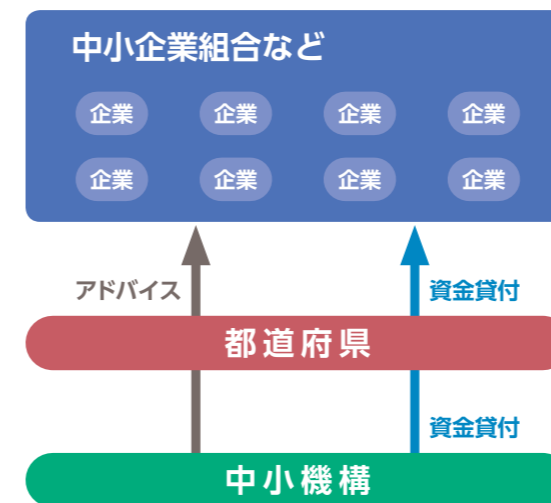 中小企業組合など
企業 企業 企業 企業
企業 企業 企業 企業
アドバイス 資金貸付
都道府県
資金貸付
中小機構